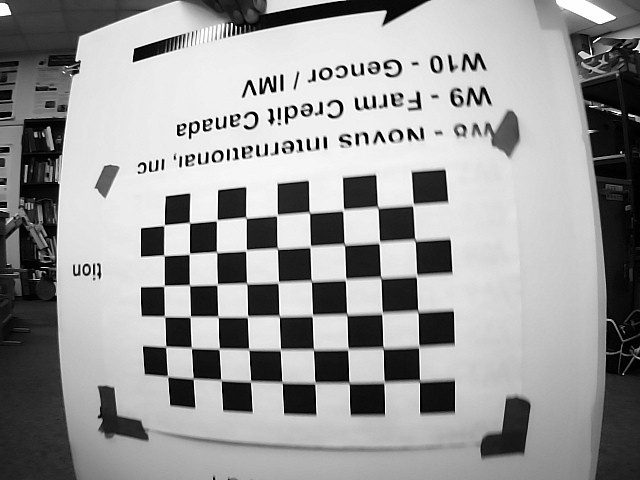 tion
W8 - Novus International, Inc
W9 - Farm Credit Canada
W10 - Gencor / IMV